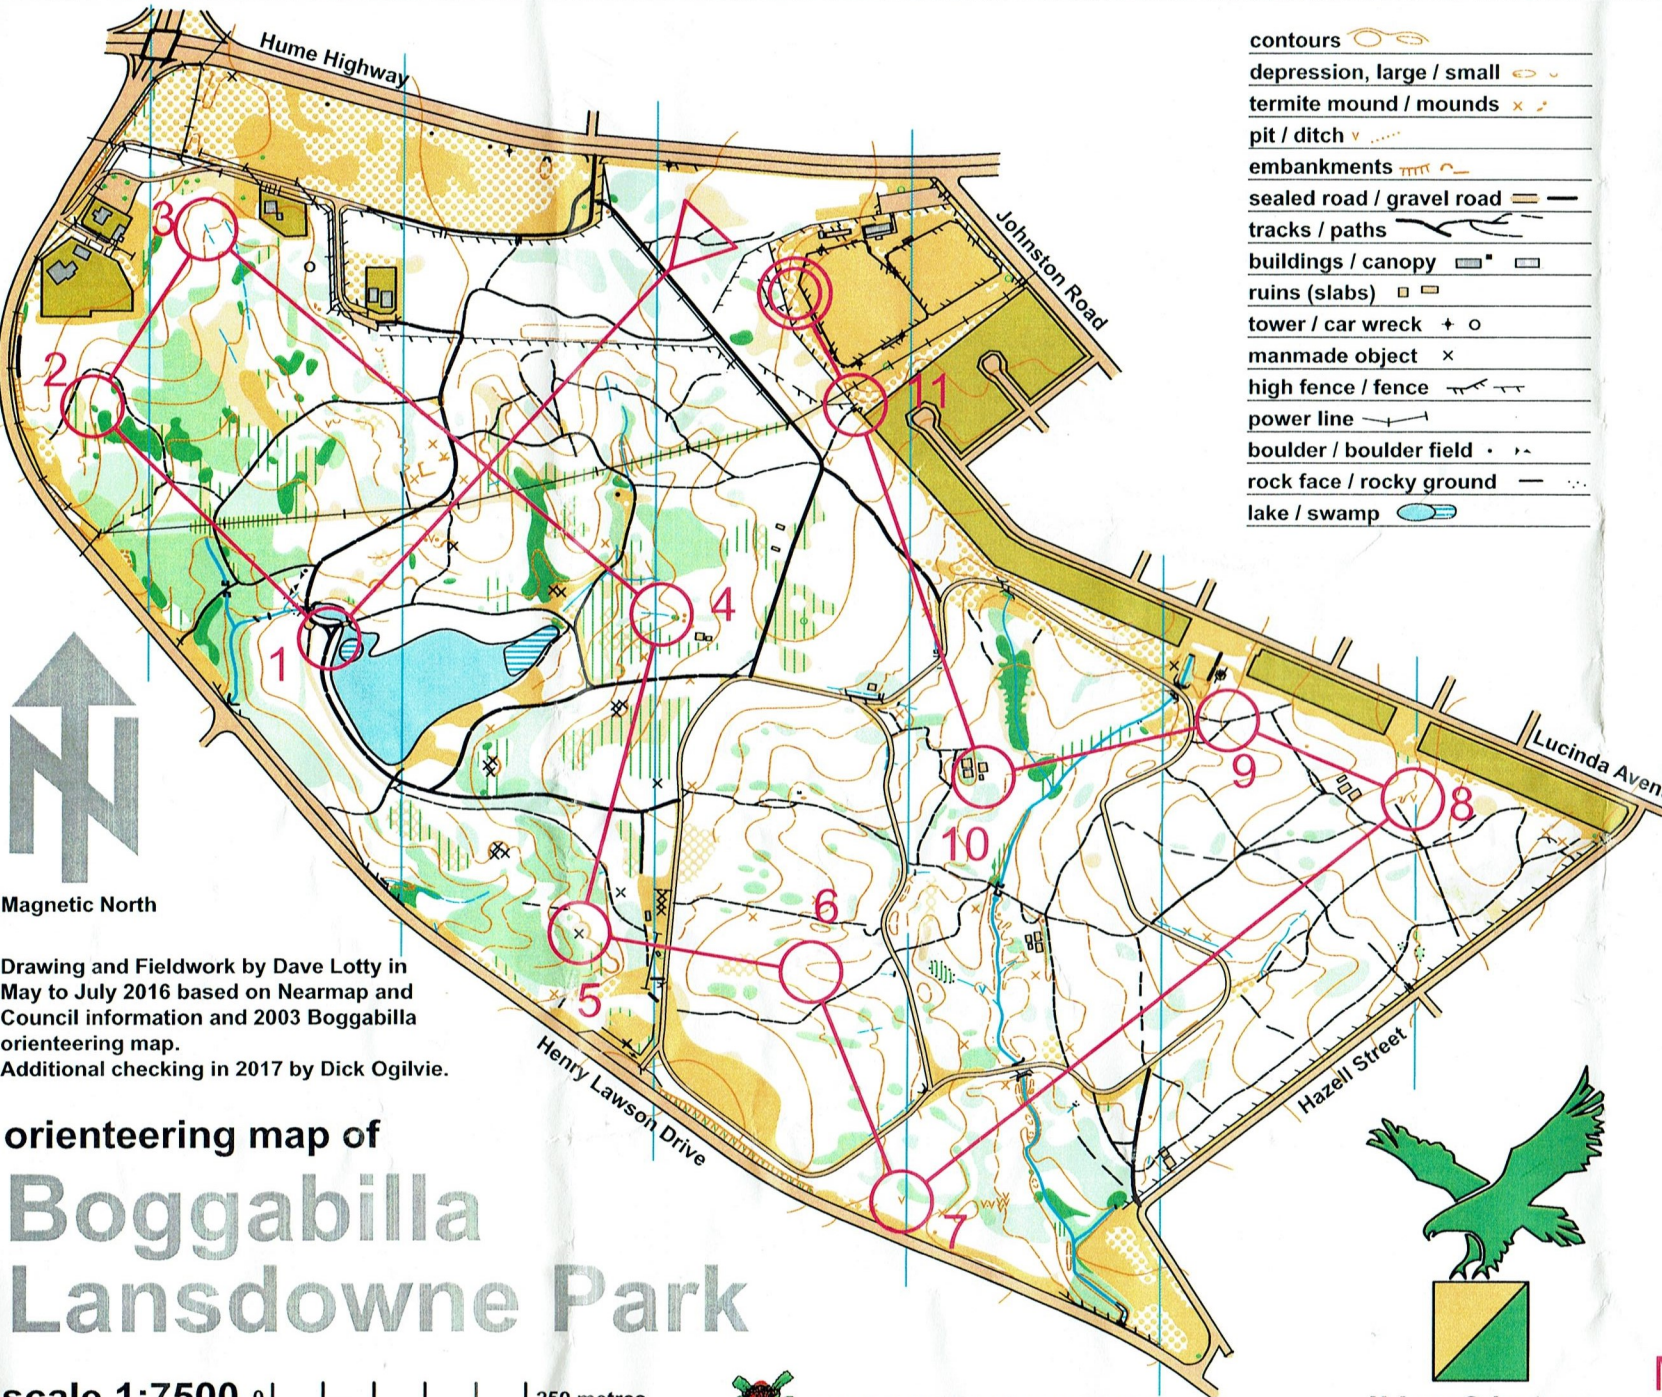 Hume Highway
Johnston Road
contours
depression, large / small
termite mound / mounds
pit / ditch
embankments
sealed road / gravel road
tracks / paths
buildings / canopy
ruins (slabs)
tower / car wreck
manmade object
high fence / fence
power line
boulder / boulder field
rock face / rocky ground
lake / swamp
3
2
11
4
1
9
8
10
6
5
7
Lucinda Aven
Henry Lawson Drive
Hazell Street
N
Magnetic North
Drawing and Fieldwork by Dave Lotty in
May to July 2016 based on Nearmap and
Council information and 2003 Boggabilla
orienteering map.
Additional checking in 2017 by Dick Ogilvie.
orienteering map of
Boggabilla
Lansdowne Park
scale 1:7500 0 250 metres